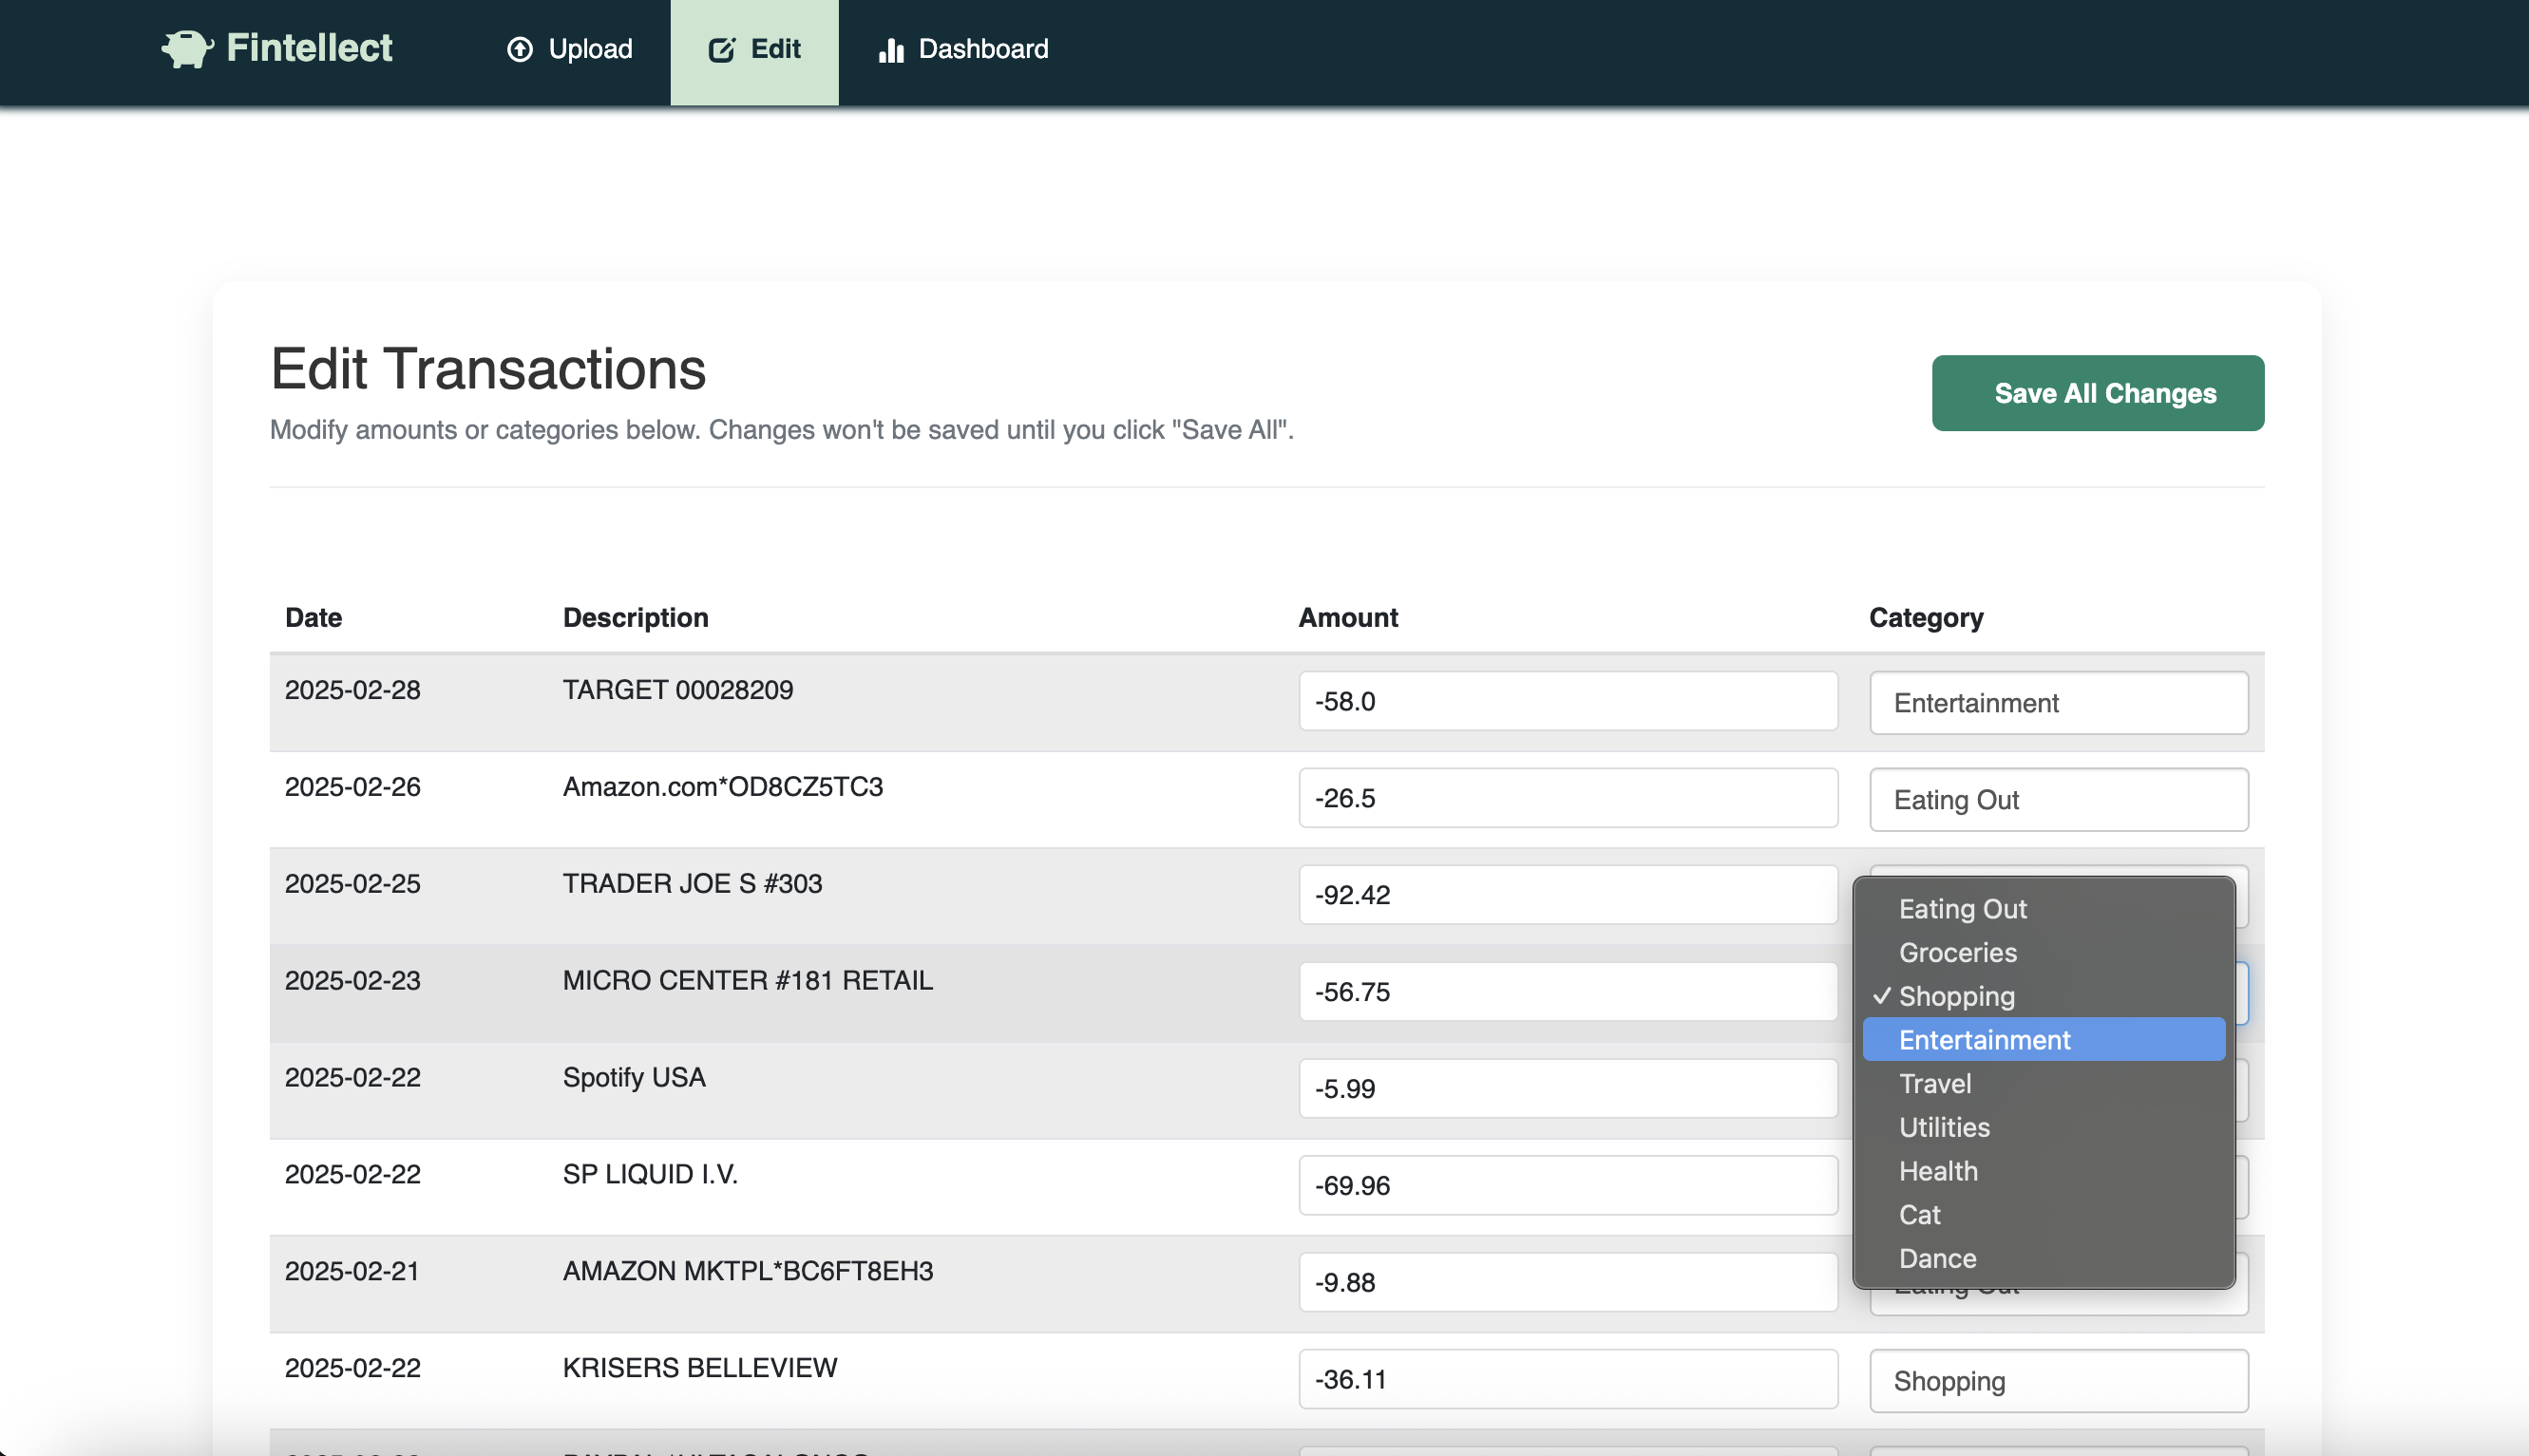 Fintellect Upload Edit Dashboard
Edit Transactions
Save All Changes
Modify amounts or categories below. Changes won't be saved until you click "Save All".
Date Description Amount Category
2025-02-28 TARGET 00028209 -58.0 Entertainment
2025-02-26 Amazon.com*OD8CZ5TC3 -26.5 Eating Out
2025-02-25 TRADER JOE S #303 -92.42
Eating Out
Groceries
2025-02-23 MICRO CENTER #181 RETAIL -56.75
✓ Shopping
Entertainment
2025-02-22 Spotify USA -5.99
Travel
Utilities
2025-02-22 SP LIQUID I.V. -69.96
Health
Cat
2025-02-21 AMAZON MKTPL*BC6FT8EH3 -9.88
Dance
Eating Out
2025-02-22 KRISERS BELLEVIEW -36.11 Shopping